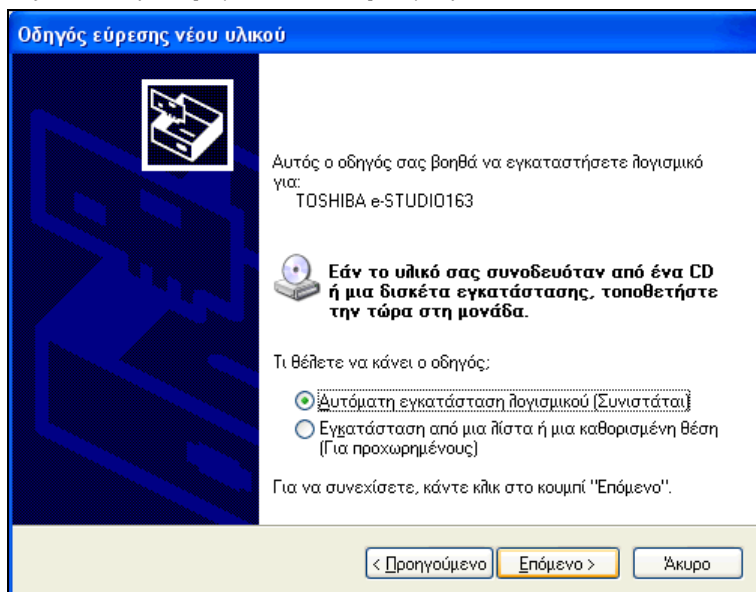 Οδηγός εύρεσης νέου υλικού
Αυτός ο οδηγός σας βοηθά να εγκαταστήσετε λογισμικό
για:
TOSHIBA e-STUDIO163
Εάν το υλικό σας συνοδευόταν από ένα CD
ή μια δισκέτα εγκατάστασης, τοποθετήστε
την τώρα στη μονάδα.
Τι θέλετε να κάνει ο οδηγός;
Αυτόματη εγκατάσταση λογισμικού (Συνιστάται)
Εγκατάσταση από μια λίστα ή μια καθορισμένη θέση
(Για προχωρημένους)
Για να συνεχίσετε, κάντε κλικ στο κουμπί "Επόμενο".
< Προηγούμενο Επόμενο > Άκυρο